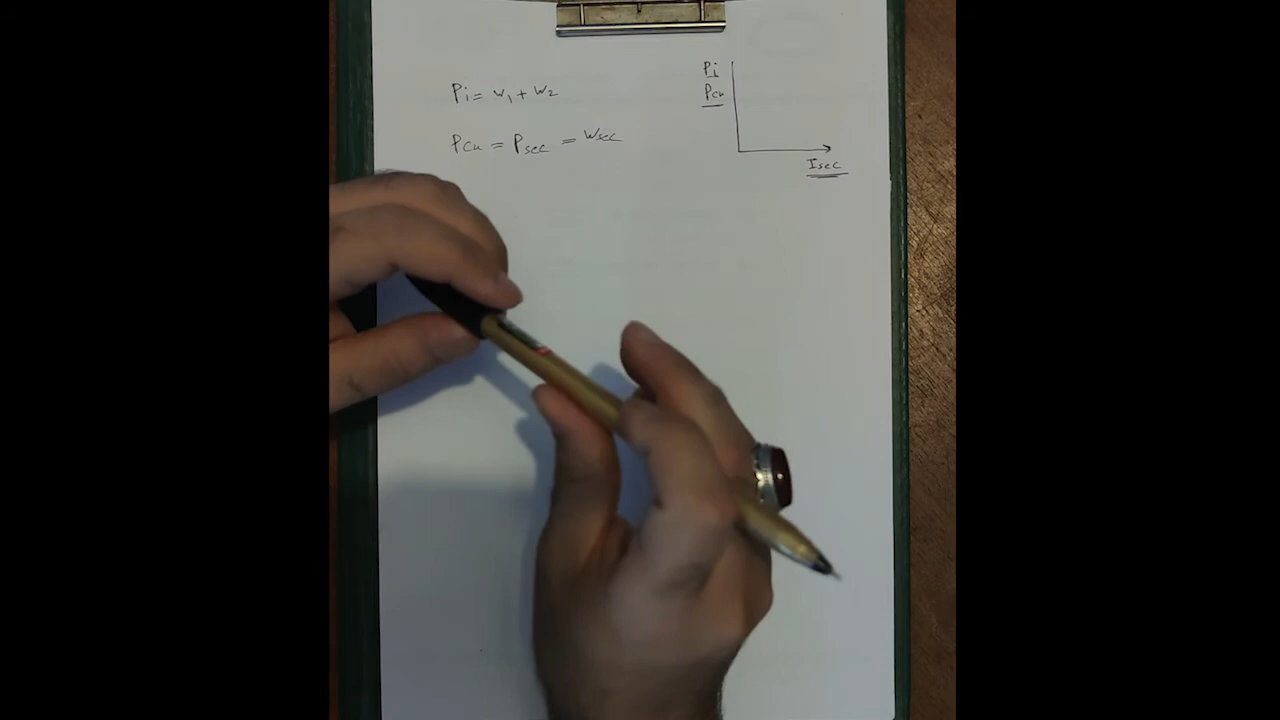 Pi = W1 + W2
Pcu = Psec = Wsec
Pi
Pcu
Isec